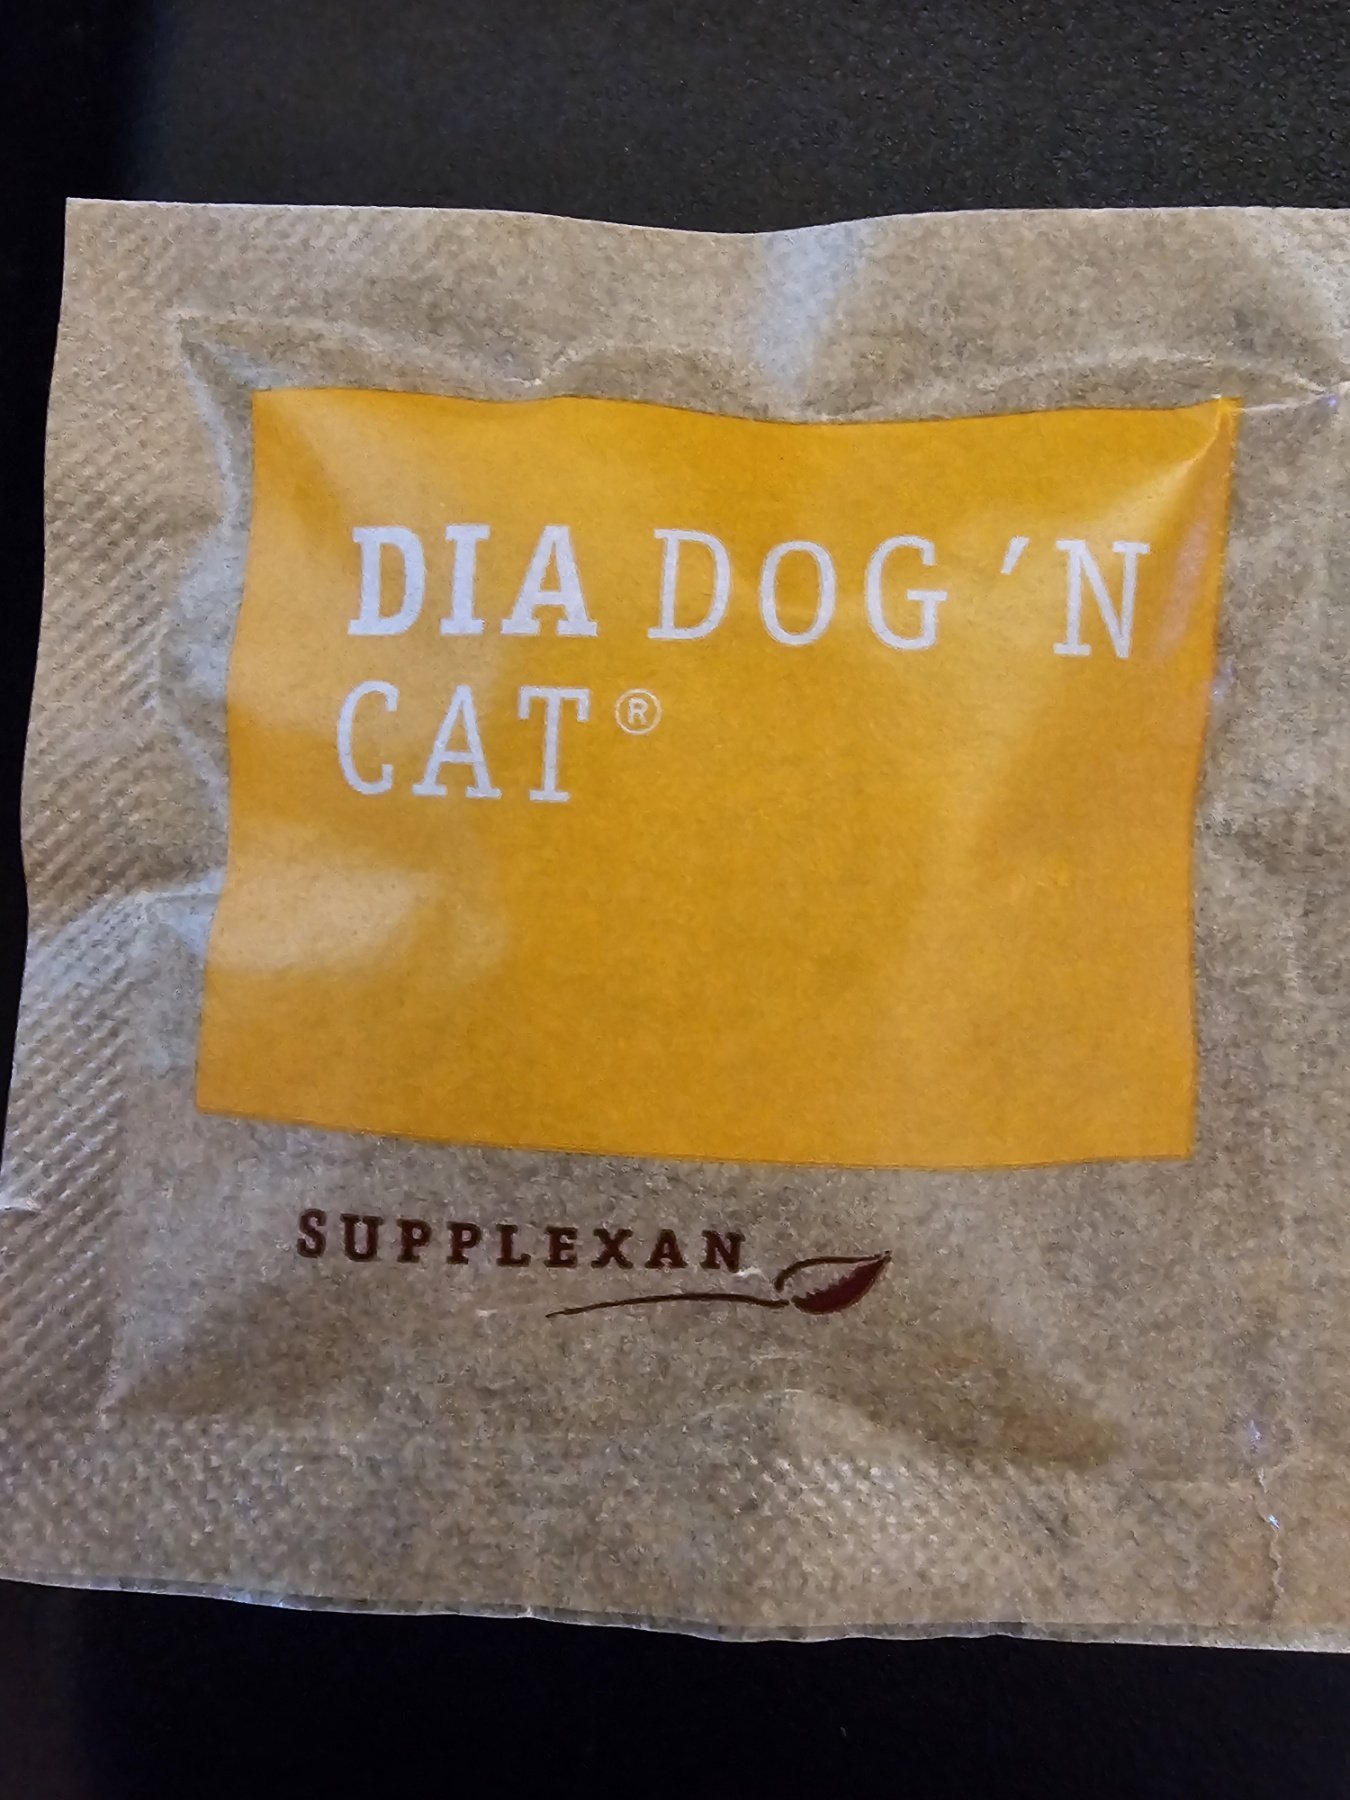 DIA DOG 'N
CAT®
SUPPLEXAN